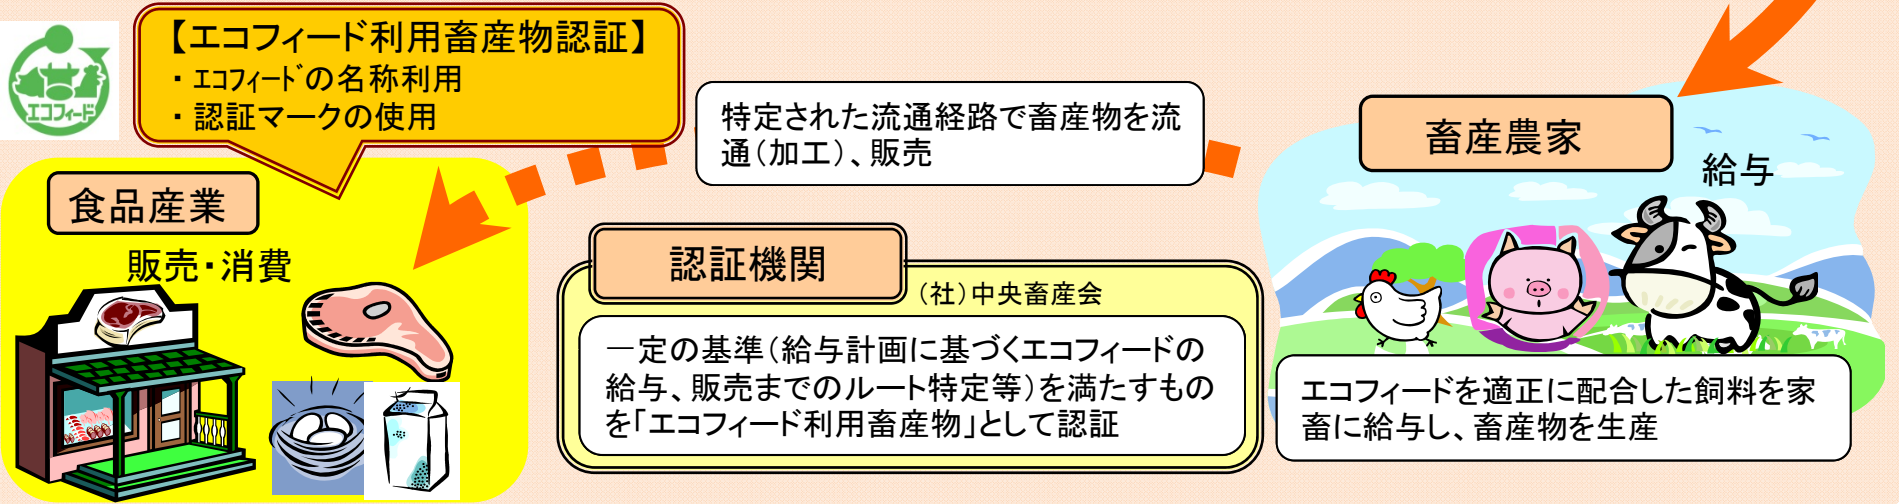 【エコフィード利用畜産物認証】
・ｴｺﾌｨｰﾄﾞの名称利用
・認証マークの使用
エコフィード
食品産業
販売・消費
特定された流通経路で畜産物を流
通（加工）、販売
認証機関
（社）中央畜産会
一定の基準（給与計画に基づくエコフィードの
給与、販売までのルート特定等）を満たすもの
を「エコフィード利用畜産物」として認証
畜産農家
給与
エコフィードを適正に配合した飼料を家
畜に給与し、畜産物を生産